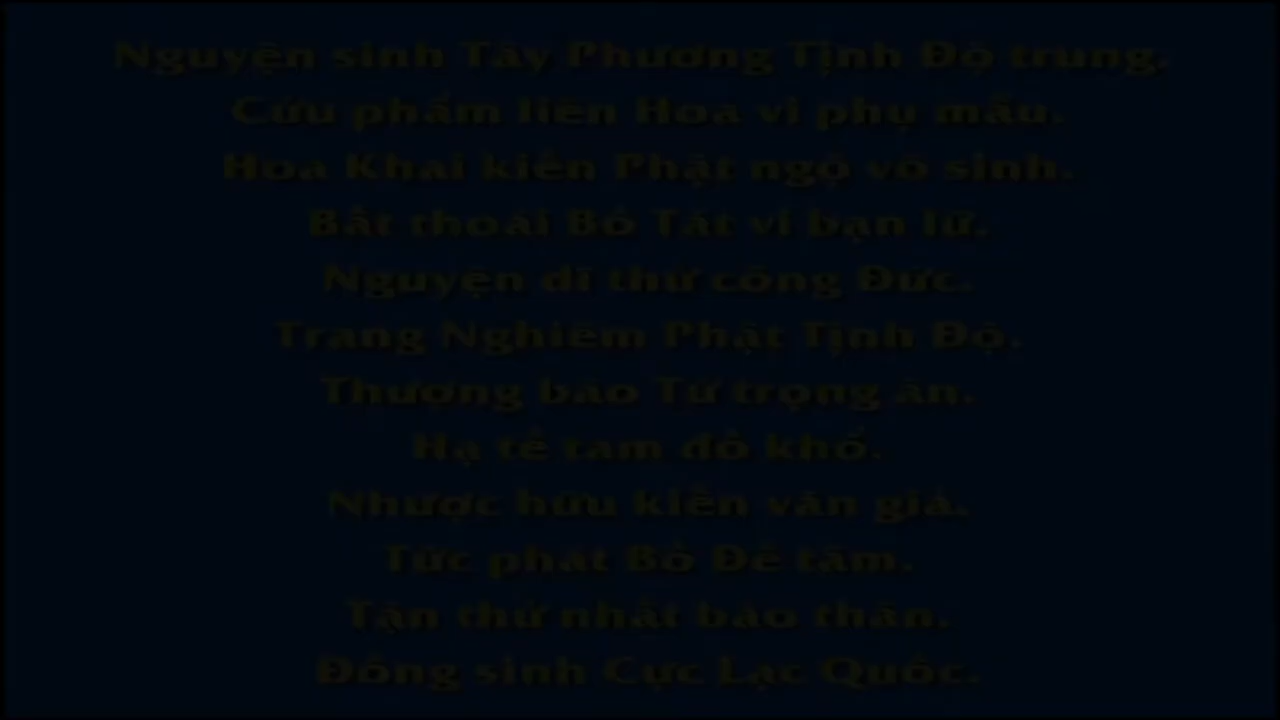 Nguyện sinh Tây Phương Tịnh Độ trung.
Cửu phẩm liên Hoa vi phụ mẫu.
Hoa Khai kiến Phật ngộ vô sinh.
Bất thoái Bồ Tát vi bạn lữ.
Nguyện dĩ thử công Đức.
Trang Nghiêm Phật Tịnh Độ.
Thượng báo Tứ trọng ân.
Hạ tế tam đồ khổ.
Nhược hữu kiến văn giả.
Tức phát Bồ Đề tâm.
Tận thử nhất báo thân.
Đồng sinh Cực Lạc Quốc.